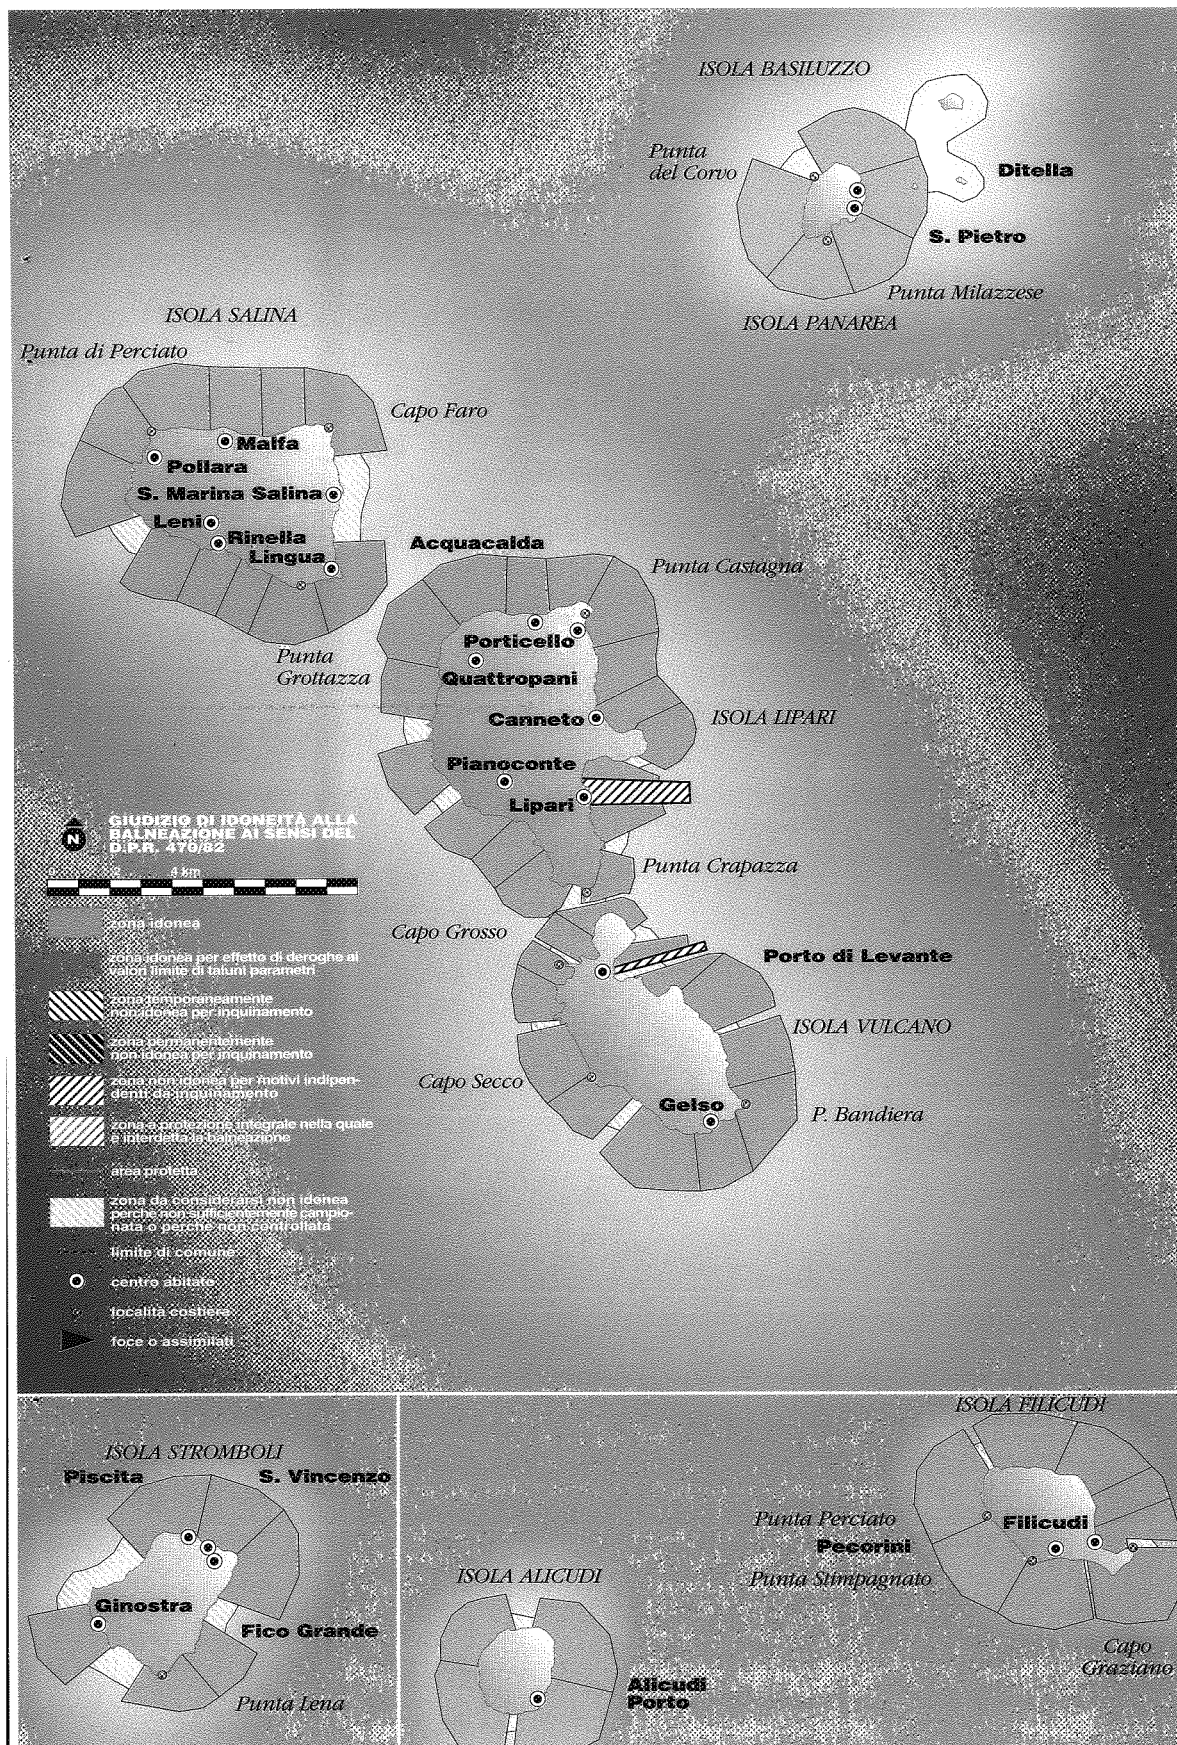 ISOLA BASILUZZO
Punta
del Corvo
Ditella
S. Pietro
Punta Milazzese
ISOLA PANAREA
ISOLA SALINA
Punta di Perciato
Capo Faro
Malfa
Pollara
S. Marina Salina
Leni
Rinella
Lingua
Acquacalda
Punta Castagna
Punta
Grottazza
Porticello
Quattropani
Canneto
ISOLA LIPARI
Pianoconte
Lipari
Punta Crapazza
Capo Grosso
Porto di Levante
ISOLA VULCANO
Capo Secco
Gelso
P. Bandiera
N
GIUDIZIO DI IDONEITÀ ALLA
BALNEAZIONE AI SENSI DEL
D.P.R. 470/82
0 2 4 km
zona idonea
zona idonea per effetto di deroghe ai
valori limite di taluni parametri
zona temporaneamente
non idonea per inquinamento
zona permanentemente
non idonea per inquinamento
zona non idonea per motivi indipen-
denti da inquinamento
zona a protezione integrale nella quale
è interdetta la balneazione
area protetta
zona da considerarsi non idonea
perchè non sufficientemente campio-
nata o perchè non controllata
limite di comune
centro abitato
località costiera
foce o assimilati
ISOLA STROMBOLI
Piscita
S. Vincenzo
Ginostra
Fico Grande
Punta Lena
ISOLA ALICUDI
Alicudi
Porto
ISOLA FILICUDI
Punta Perciato
Filicudi
Pecorini
Punta Stimpagnato
Capo
Graziano